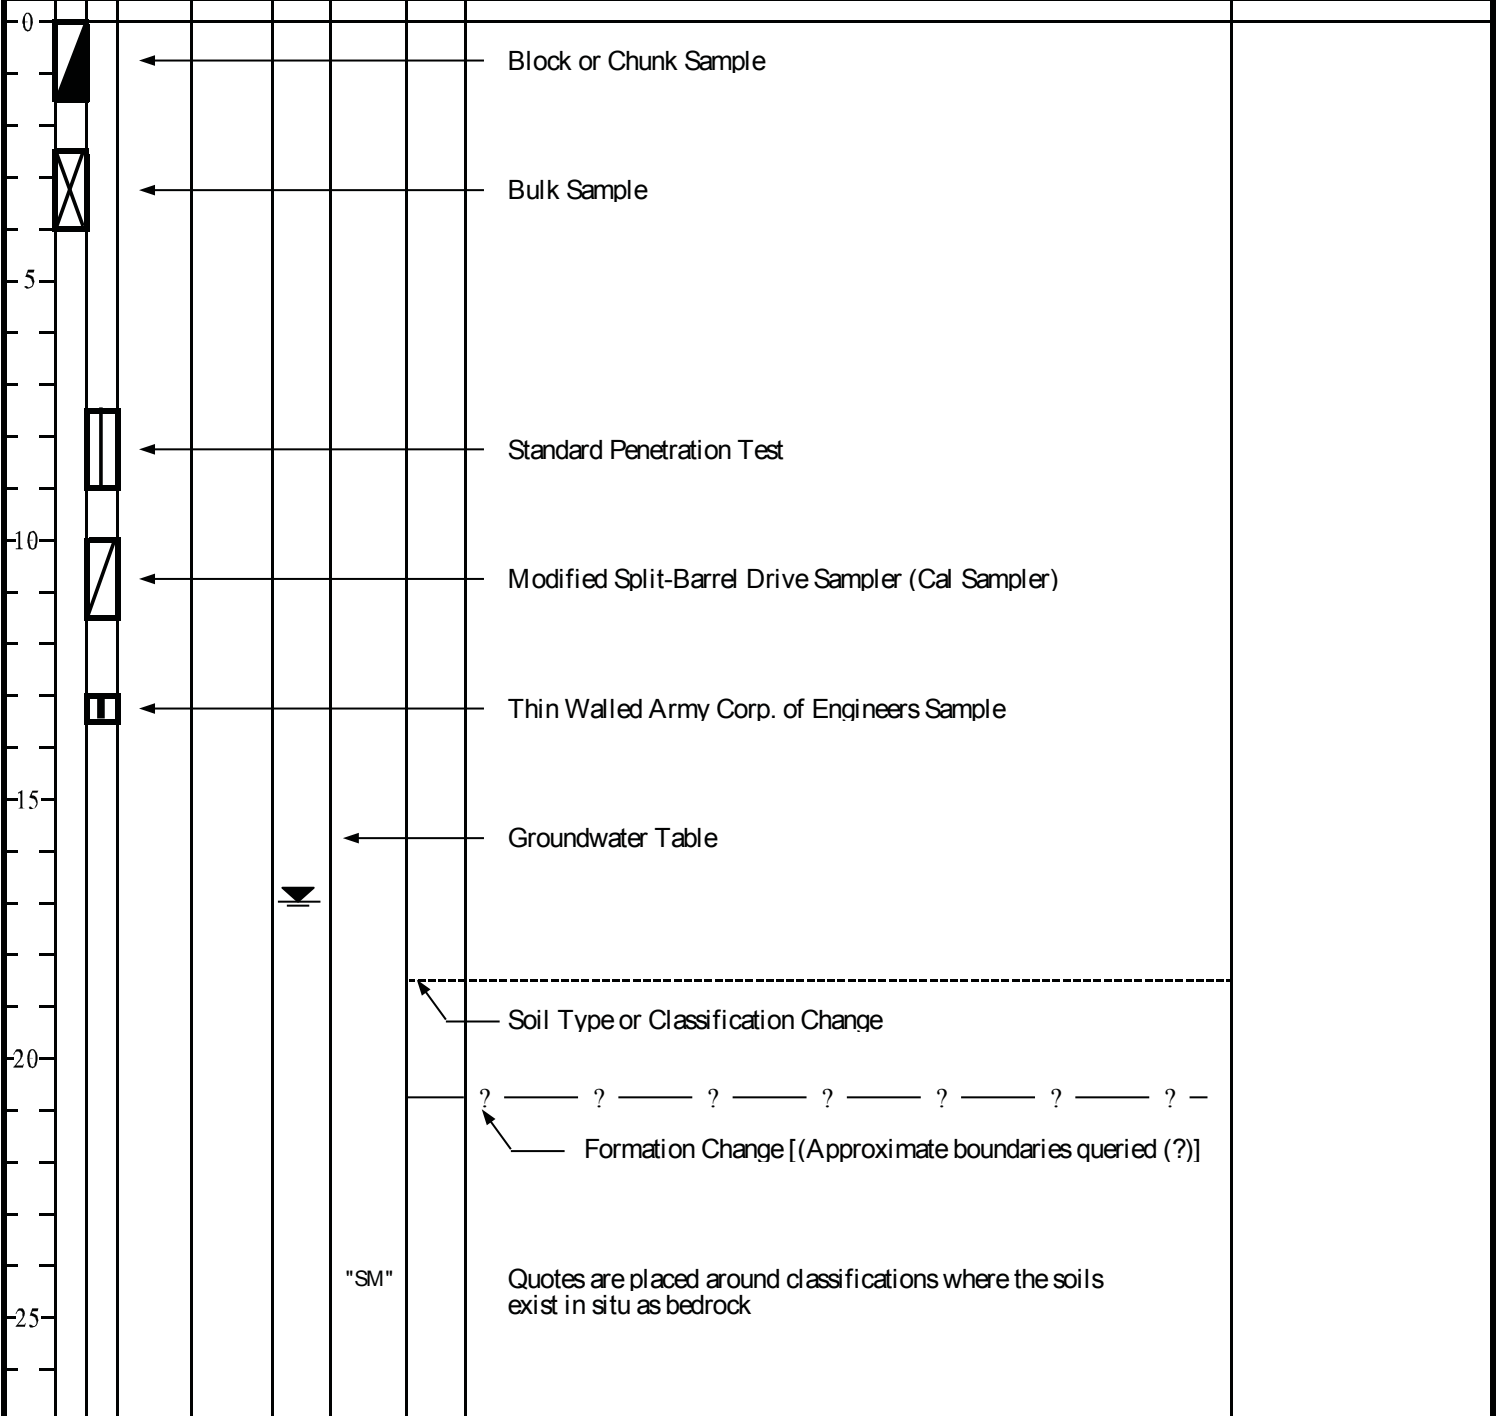 0
Block or Chunk Sample
Bulk Sample
5
Standard Penetration Test
10
Modified Split-Barrel Drive Sampler (Cal Sampler)
Thin Walled Army Corp. of Engineers Sample
15
Groundwater Table
Soil Type or Classification Change
20
? ? ? ? ? ? ?
Formation Change [(Approximate boundaries queried (?)]
"SM" Quotes are placed around classifications where the soils
exist in situ as bedrock
25